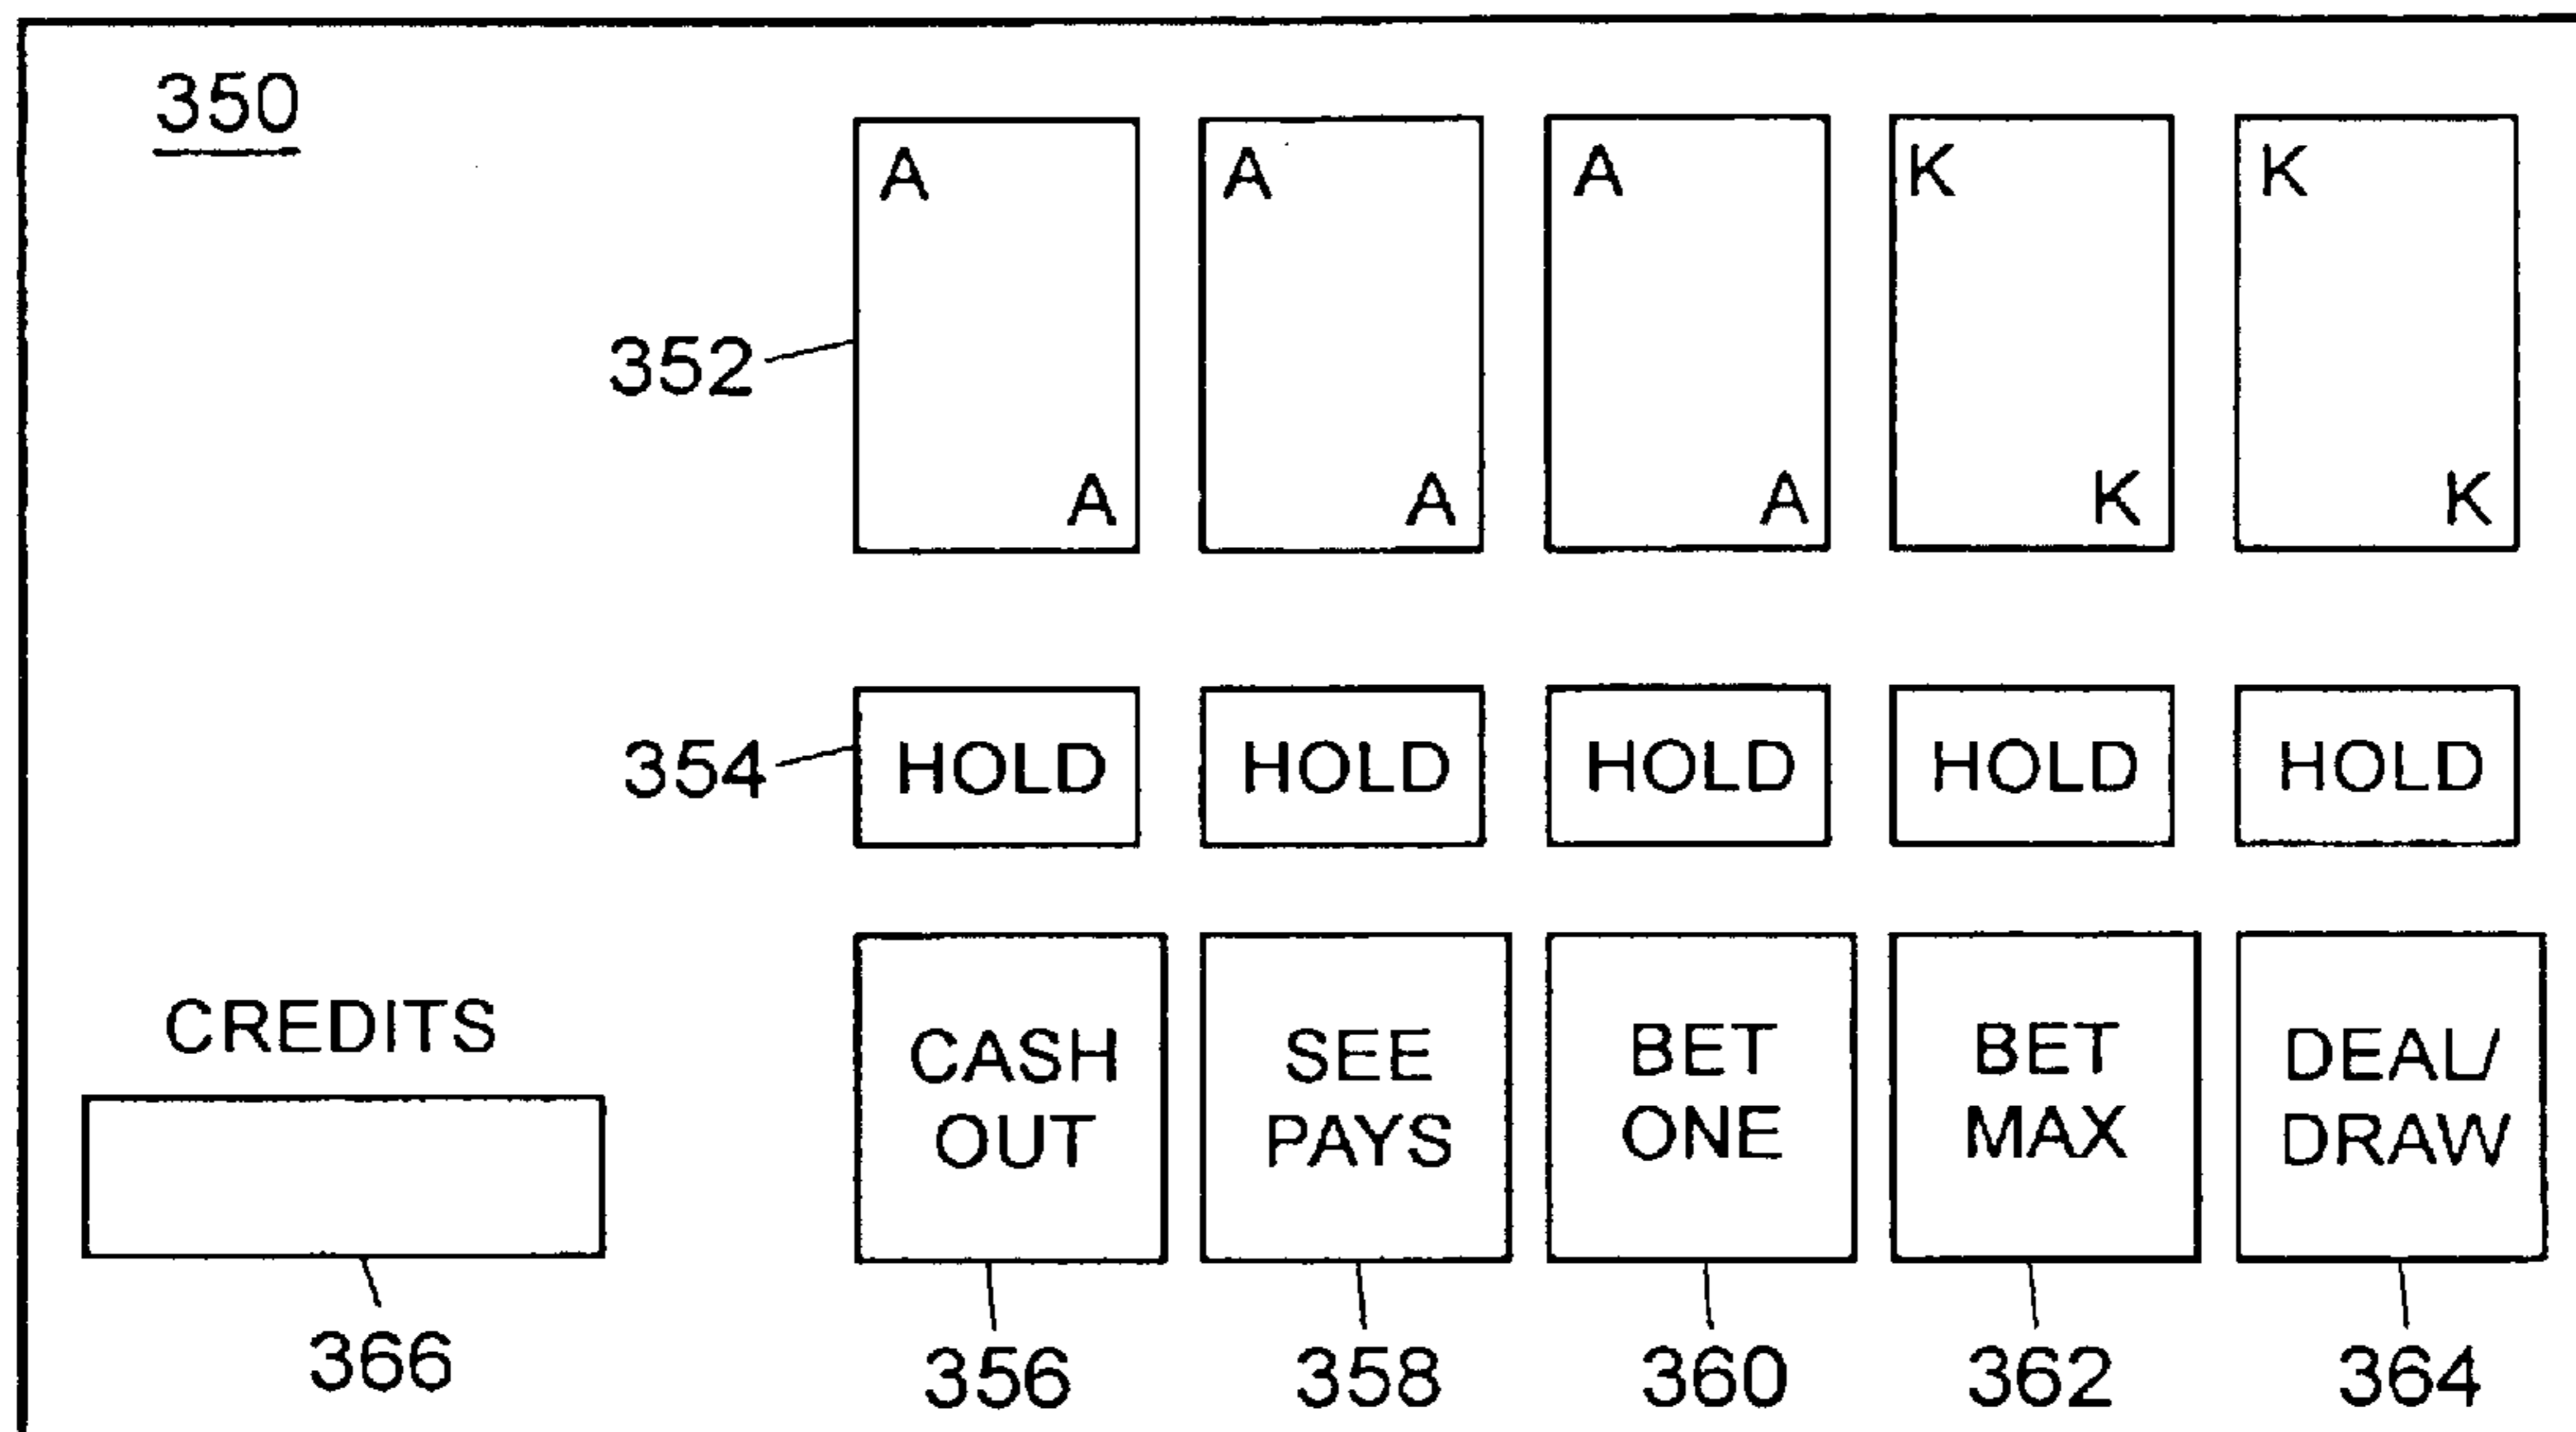 350
A A A K K
352
A A A K K
354 HOLD HOLD HOLD HOLD HOLD
CREDITS
CASH OUT
SEE PAYS
BET ONE
BET MAX
DEAL/ DRAW
366 356 358 360 362 364